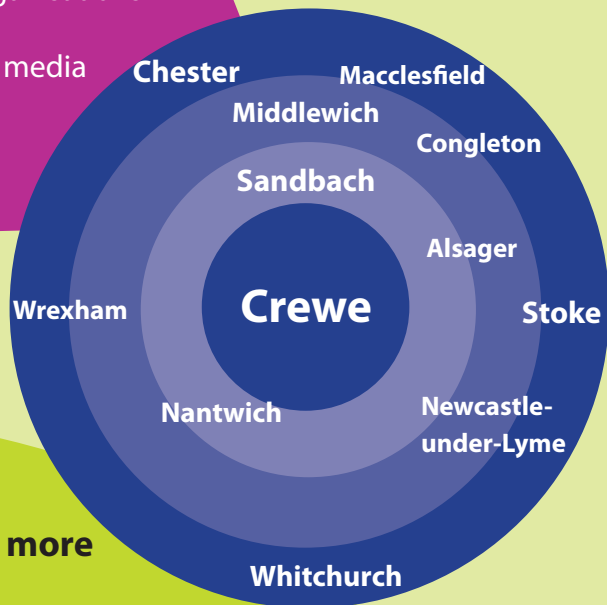 media
Chester
Macclesfield
Middlewich
Congleton
Sandbach
Alsager
Wrexham
Crewe
Stoke
Nantwich
Newcastle-
under-Lyme
more
Whitchurch